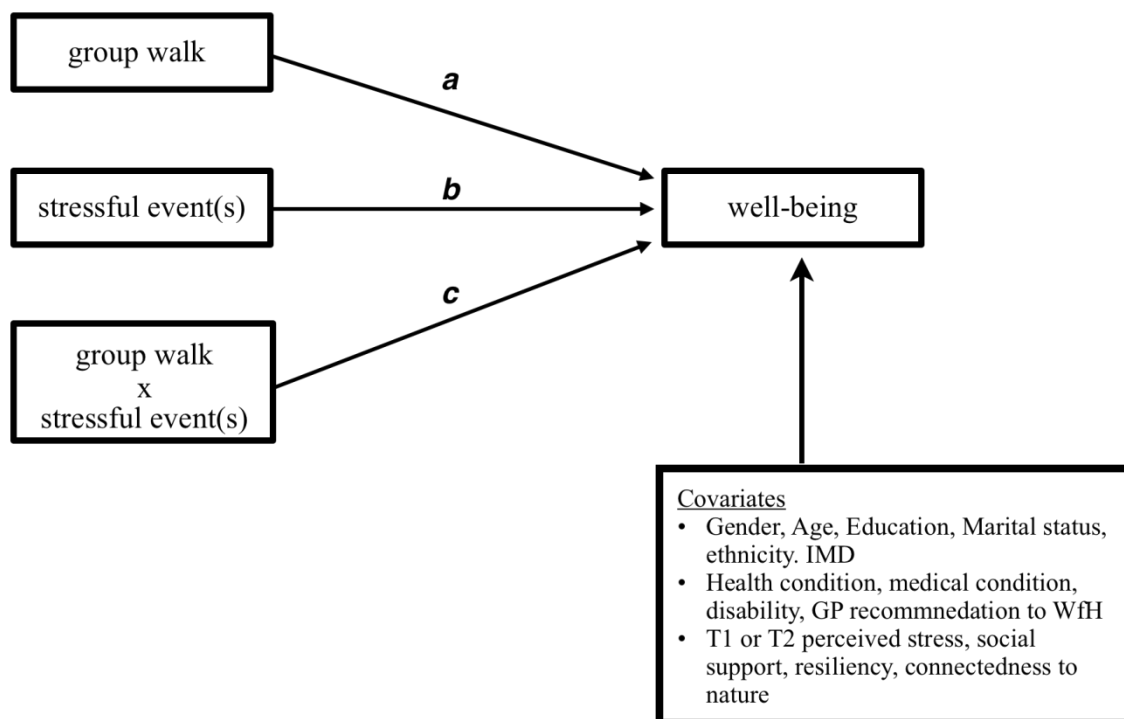 group walk
a
stressful event(s)
b
well-being
c
group walk
x
stressful event(s)
Covariates
• Gender, Age, Education, Marital status,
ethnicity. IMD
• Health condition, medical condition,
disability, GP recommnedation to WfH
• T1 or T2 perceived stress, social
support, resiliency, connectedness to
nature